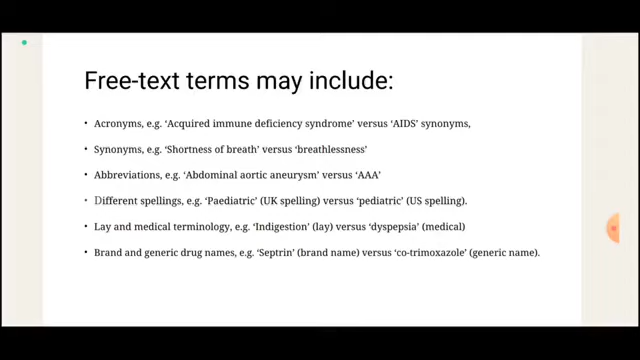 Free-text terms may include:
• Acronyms, e.g. ‘Acquired immune deficiency syndrome’ versus ‘AIDS’ synonyms,
• Synonyms, e.g. ‘Shortness of breath’ versus ‘breathlessness’
• Abbreviations, e.g. ‘Abdominal aortic aneurysm’ versus ‘AAA’
• Different spellings, e.g. ‘Paediatric’ (UK spelling) versus ‘pediatric’ (US spelling).
• Lay and medical terminology, e.g. ‘Indigestion’ (lay) versus ‘dyspepsia’ (medical)
• Brand and generic drug names, e.g. ‘Septrin’ (brand name) versus ‘co-trimoxazole’ (generic name).